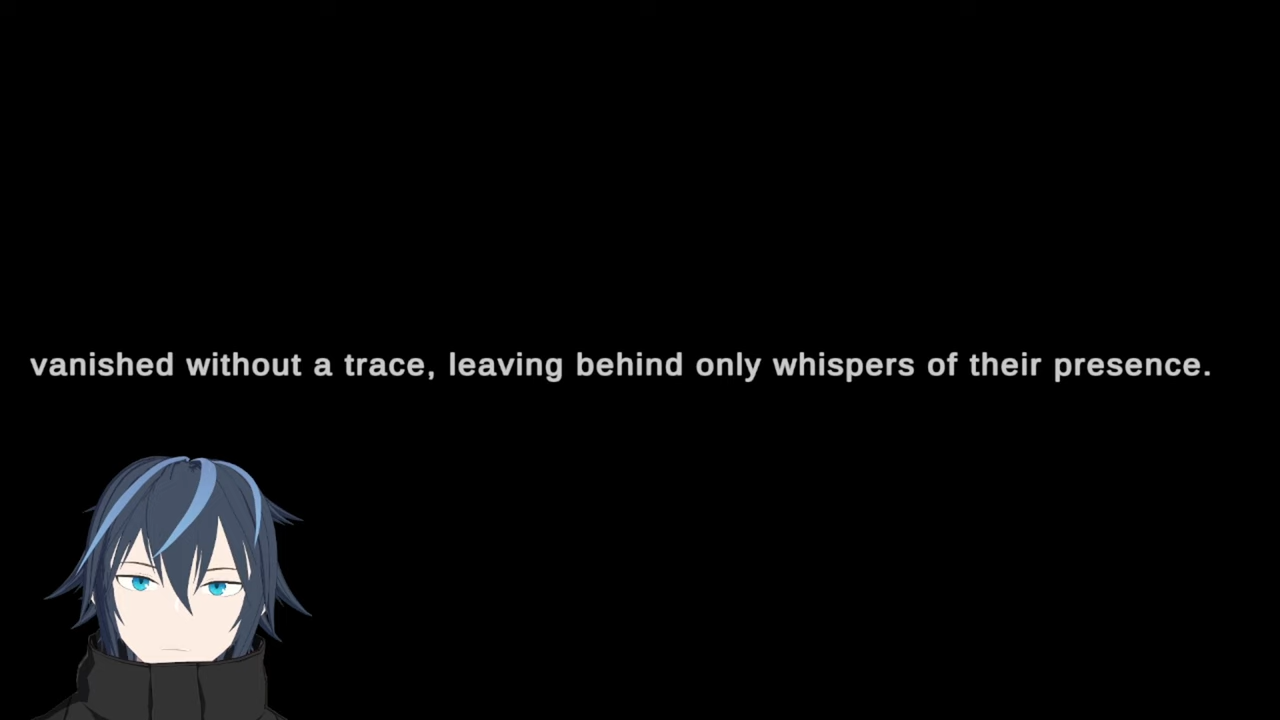 vanished without a trace, leaving behind only whispers of their presence.